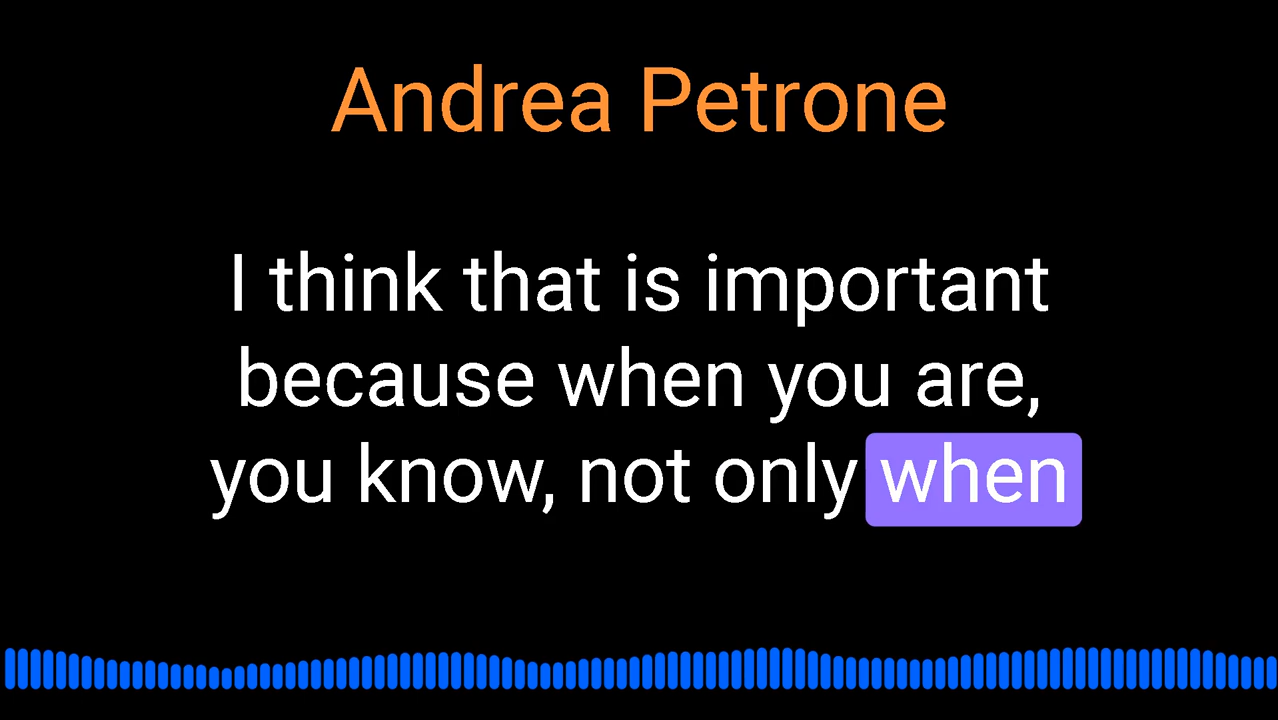 Andrea Petrone
I think that is important
because when you are,
you know, not only when